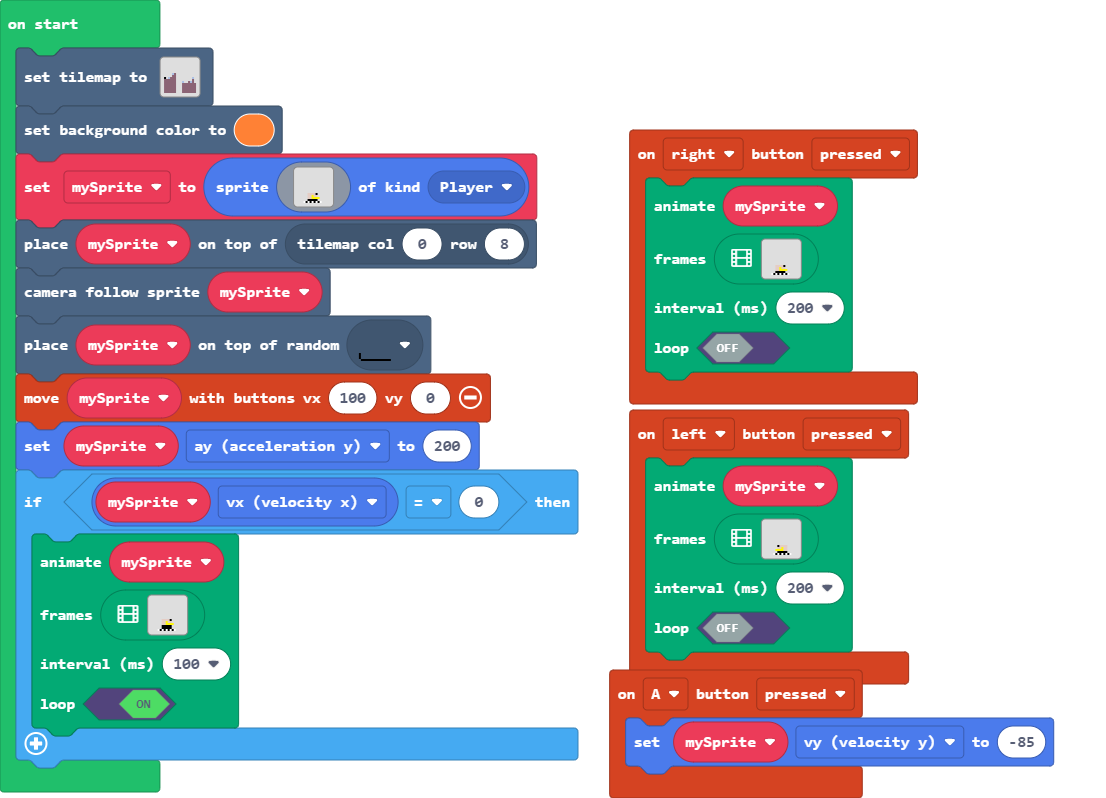 on start
set tilemap to
set background color to
set mySprite to sprite of kind Player
place mySprite on top of tilemap col 0 row 8
camera follow sprite mySprite
place mySprite on top of random
move mySprite with buttons vx 100 vy 0
set mySprite ay (acceleration y) to 200
if mySprite vx (velocity x) = 0 then
animate mySprite
frames
interval (ms) 100
loop ON
on right button pressed
animate mySprite
frames
interval (ms) 200
loop OFF
on left button pressed
animate mySprite
frames
interval (ms) 200
loop OFF
on A button pressed
set mySprite vy (velocity y) to -85